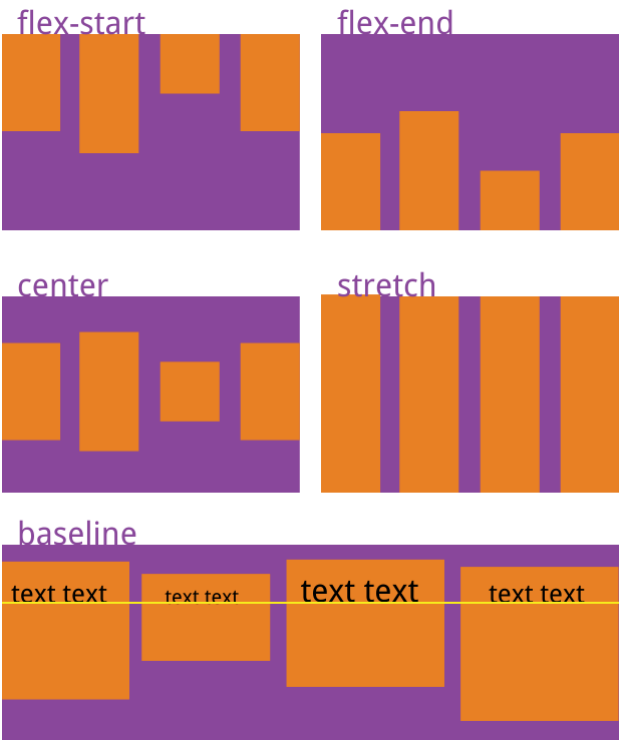 flex-start
flex-end
center
stretch
baseline
text text
text text
text text
text text